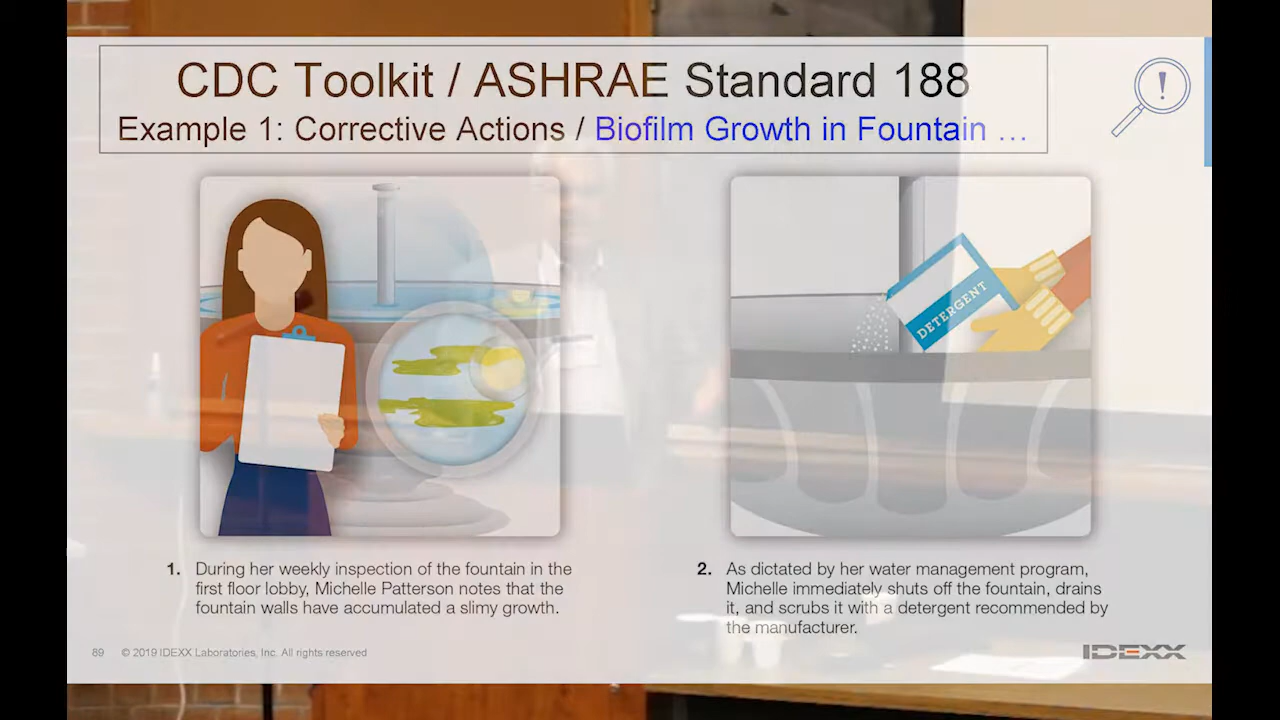 CDC Toolkit / ASHRAE Standard 188
Example 1: Corrective Actions / Biofilm Growth in Fountain …
!
DETERGENT
1. During her weekly inspection of the fountain in the
first floor lobby, Michelle Patterson notes that the
fountain walls have accumulated a slimy growth.
2. As dictated by her water management program,
Michelle immediately shuts off the fountain, drains
it, and scrubs it with a detergent recommended by
the manufacturer.
89 © 2019 IDEXX Laboratories, Inc. All rights reserved
IDEXX